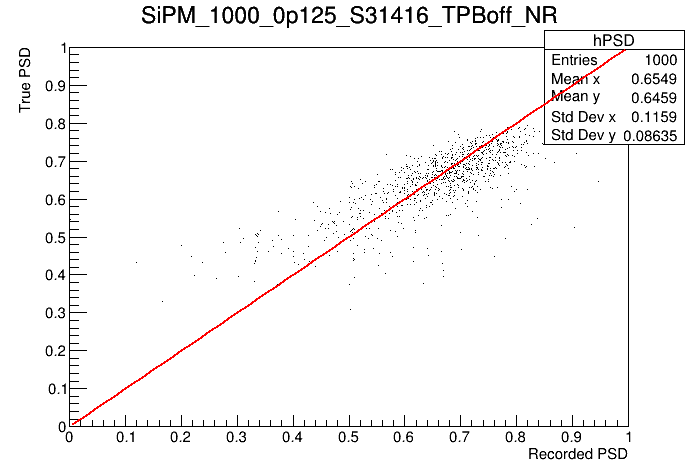 SiPM_1000_0p125_S31416_TPBoff_NR
hPSD
Entries 1000
Mean x 0.6549
Mean y 0.6459
Std Dev x 0.1159
Std Dev y 0.08635
True PSD
1
0.9
0.8
0.7
0.6
0.5
0.4
0.3
0.2
0.1
0
0 0.1 0.2 0.3 0.4 0.5 0.6 0.7 0.8 0.9 1
Recorded PSD